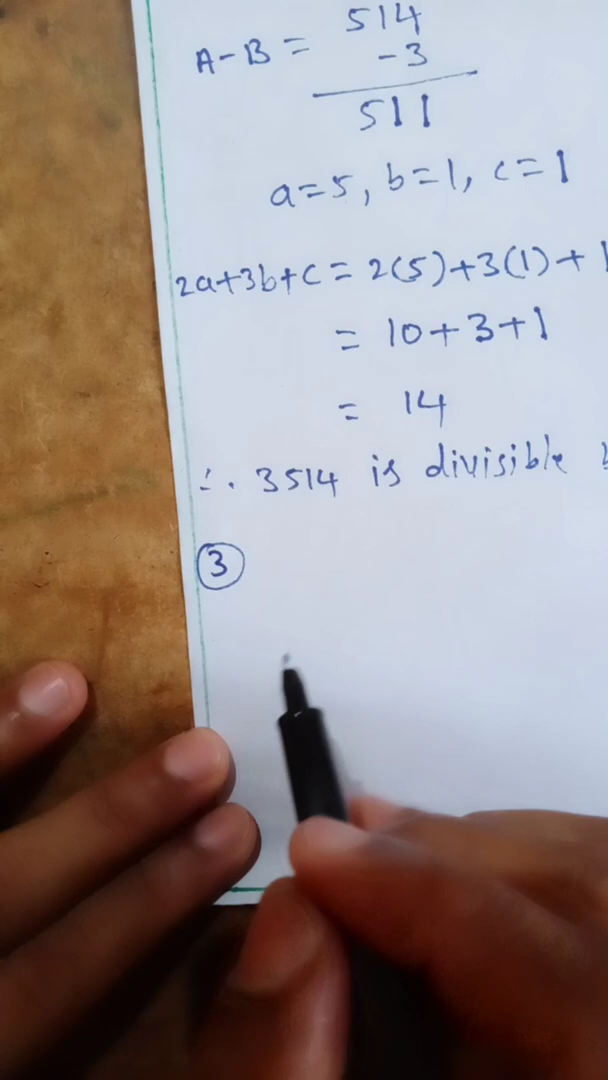 514
A-B = -3
511
a=5, b=1, c=1
2a+3b+c = 2(5)+3(1)+1
= 10+3+1
= 14
∴ 3514 is divisible
3